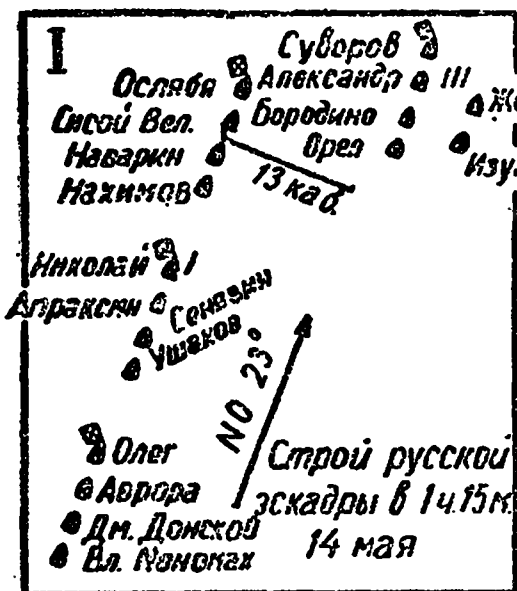 I
Суворов
Ослабя Александр III
Сисой Вел. Бородино
Наварин Орел
Нахимов
13 каб.
Николай I
Апраксин Сенявин
Ушаков
NO 23°
Олег
Аврора
Дм. Донской
Вл. Мономах
Строй русской
эскадры в 1ч.15м.
14 мая